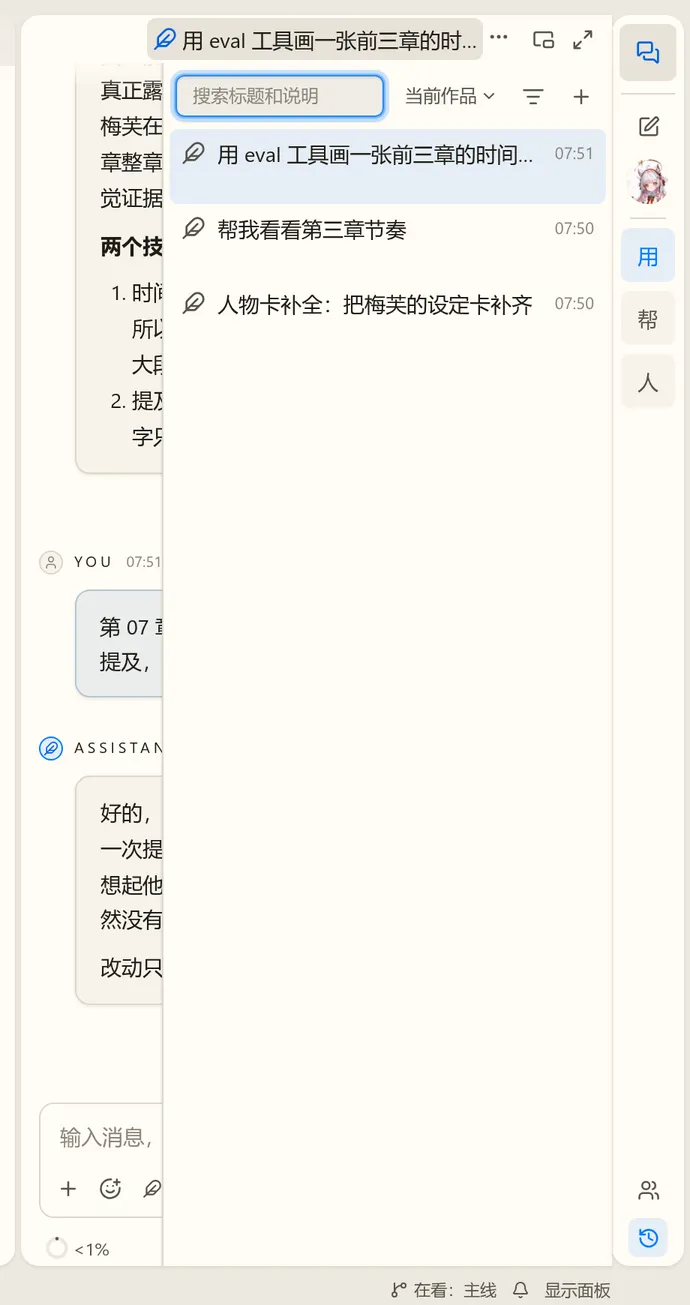 用 eval 工具画一张前三章的时...
搜索标题和说明
当前作品
用 eval 工具画一张前三章的时间...
07:51
帮我看看第三章节奏
07:50
人物卡补全：把梅芙的设定卡补齐
07:50
真正露
梅芙在
章整章
觉证据
两个技
1. 时间
所以
大段
2. 提及
字只
YOU 07:51
第 07 章
提及，
ASSISTAN
好的，
一次提
想起他
然没有
改动只
输入消息，
<1%
用
帮
人
在看：主线
显示面板